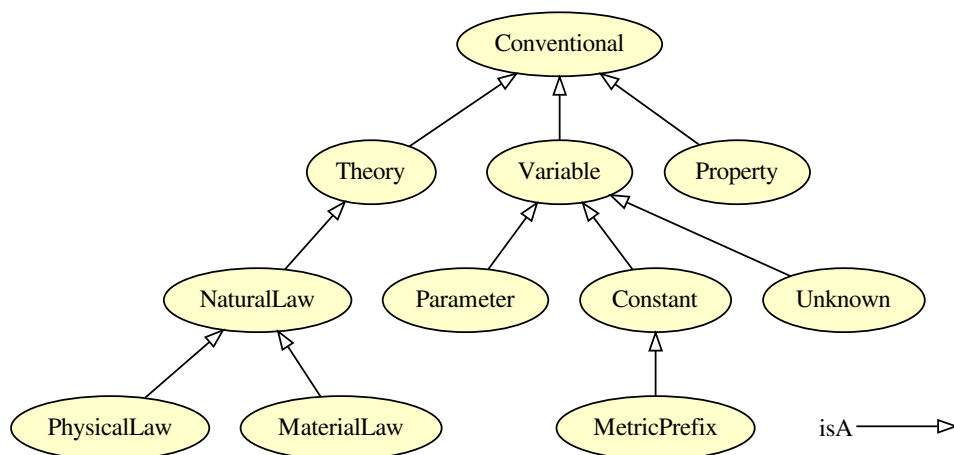 Conventional
Theory
Variable
Property
NaturalLaw
Parameter
Constant
Unknown
PhysicalLaw
MaterialLaw
MetricPrefix
isA